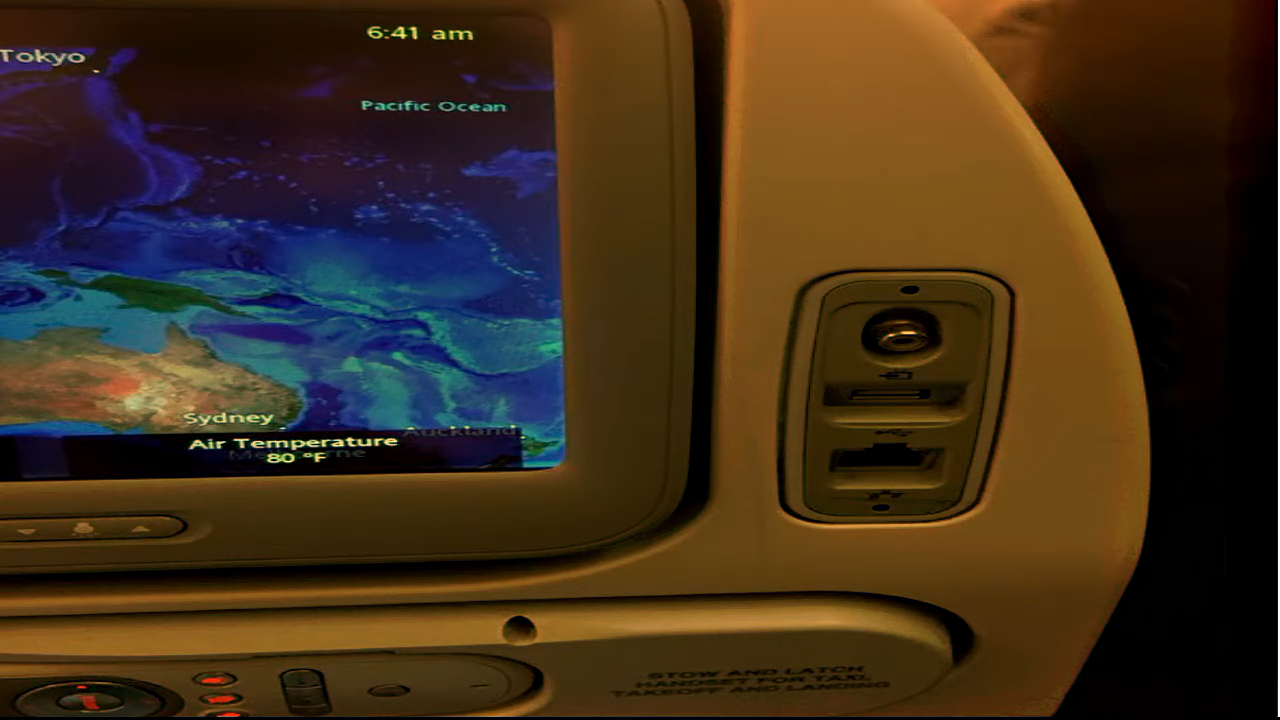 6:41 am
Tokyo
Pacific Ocean
Sydney
Auckland
Air Temperature
80 °F
STOW AND LATCH
HANDSET FOR TAXI,
TAKEOFF AND LANDING